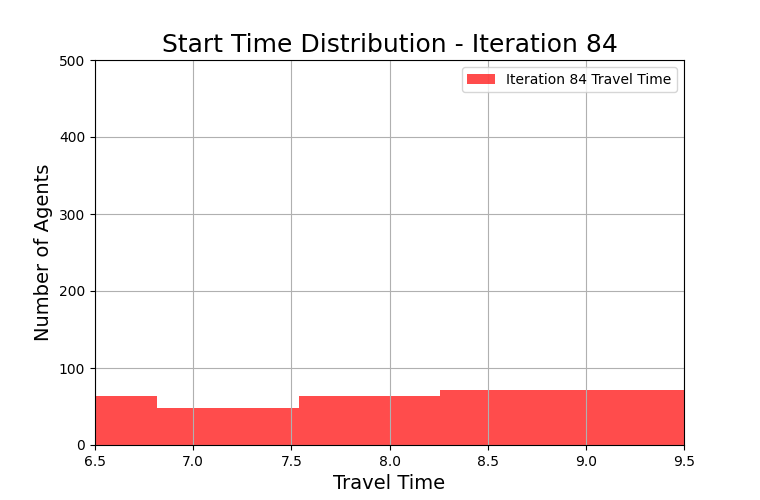 Start Time Distribution - Iteration 84
Iteration 84 Travel Time
500
400
300
200
100
0
Number of Agents
6.5 7.0 7.5 8.0 8.5 9.0 9.5
Travel Time